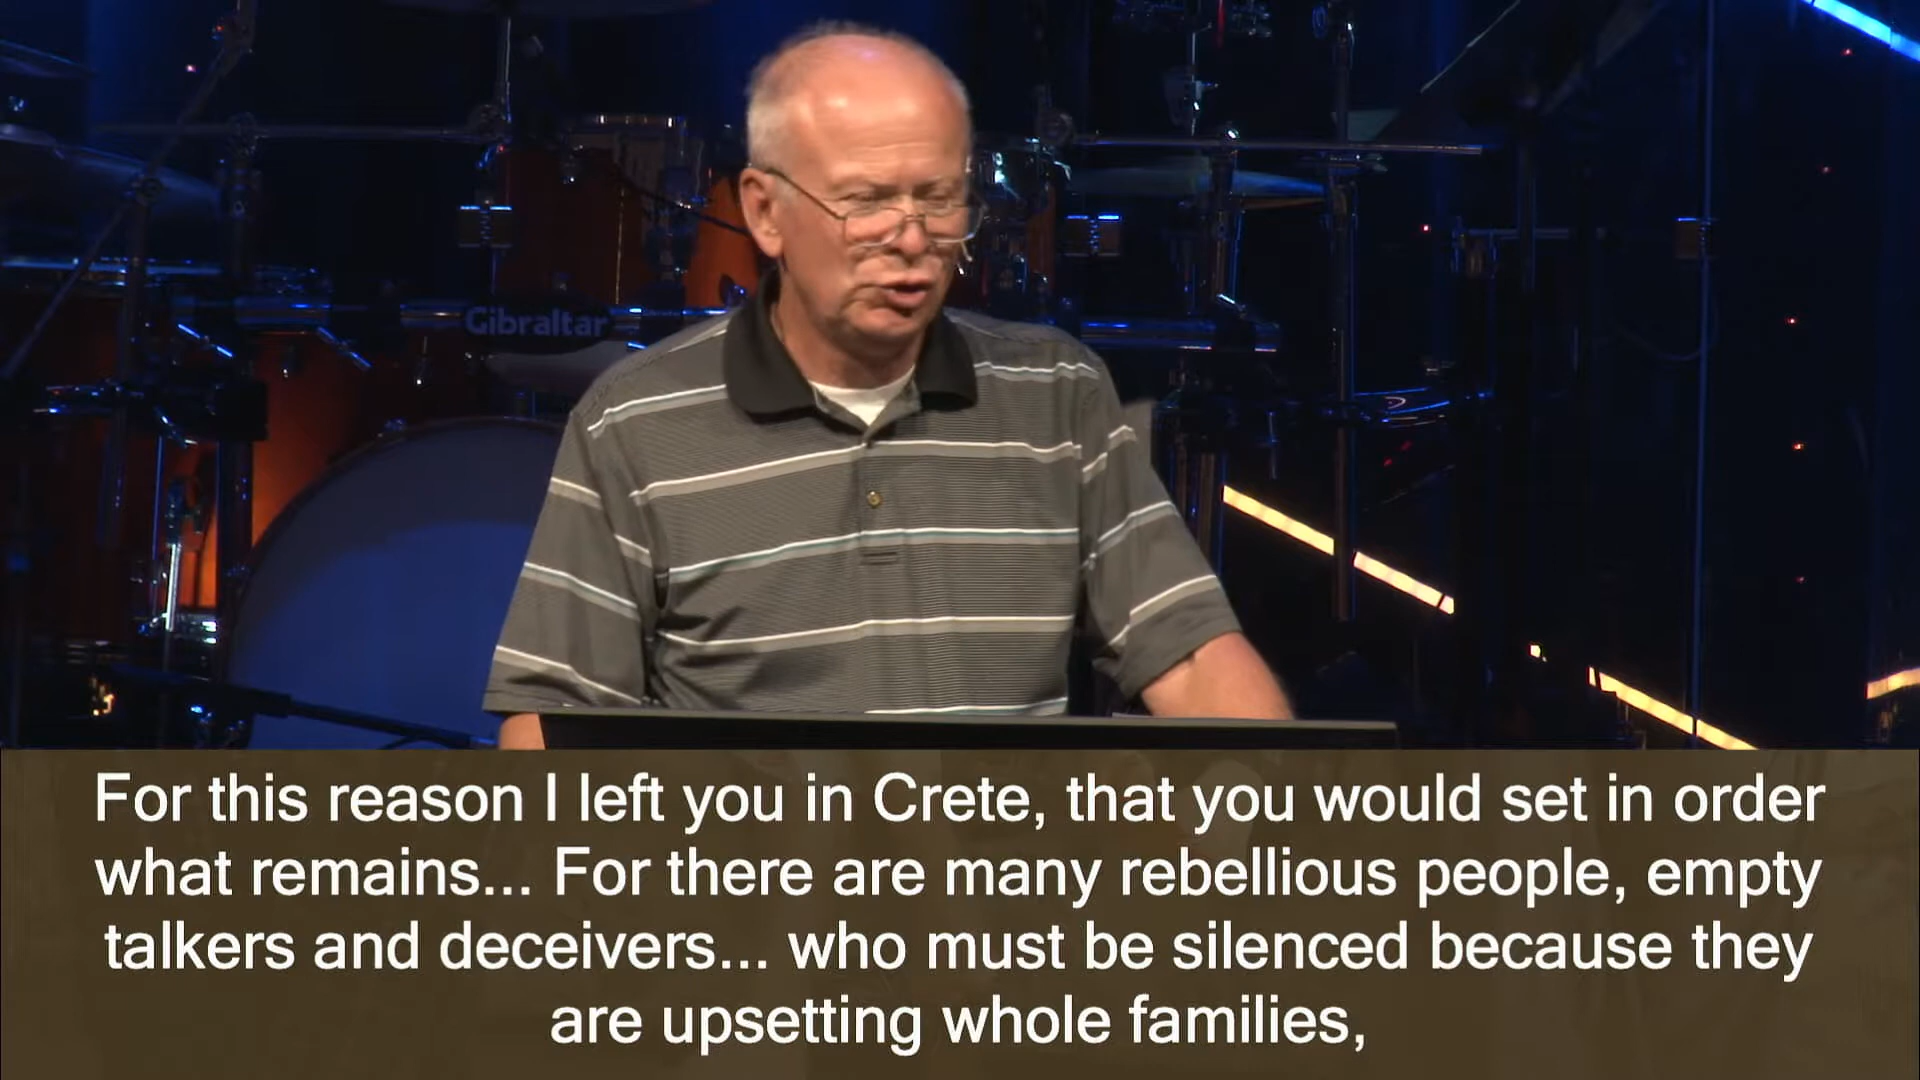 Gibraltar
For this reason I left you in Crete, that you would set in order
what remains... For there are many rebellious people, empty
talkers and deceivers... who must be silenced because they
are upsetting whole families,